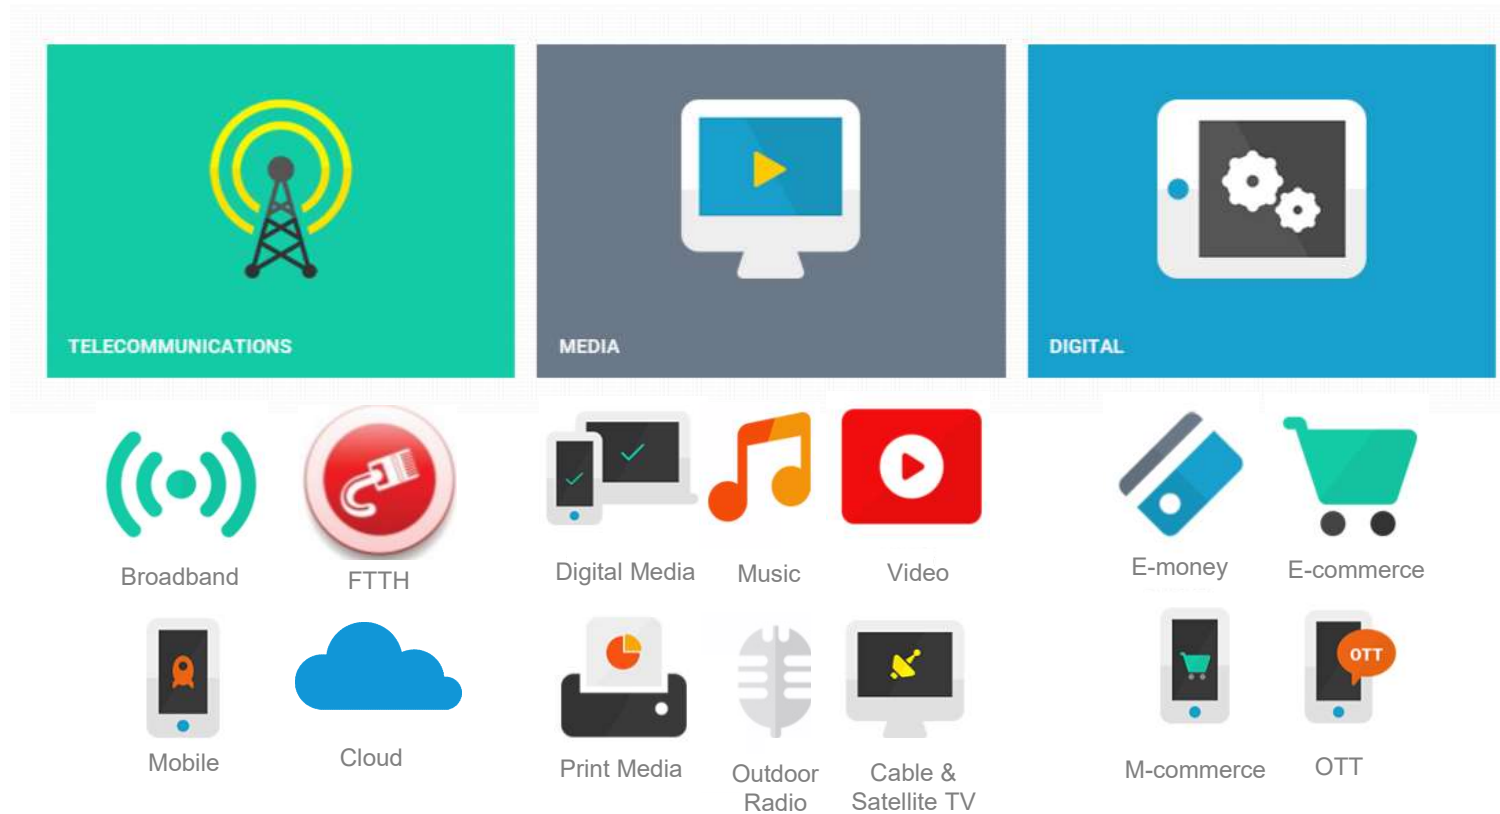 TELECOMMUNICATIONS
MEDIA
DIGITAL
Broadband
FTTH
Digital Media
Music
Video
E-money
E-commerce
OTT
Mobile
Cloud
Print Media
Outdoor
Radio
Cable &
Satellite TV
M-commerce
OTT